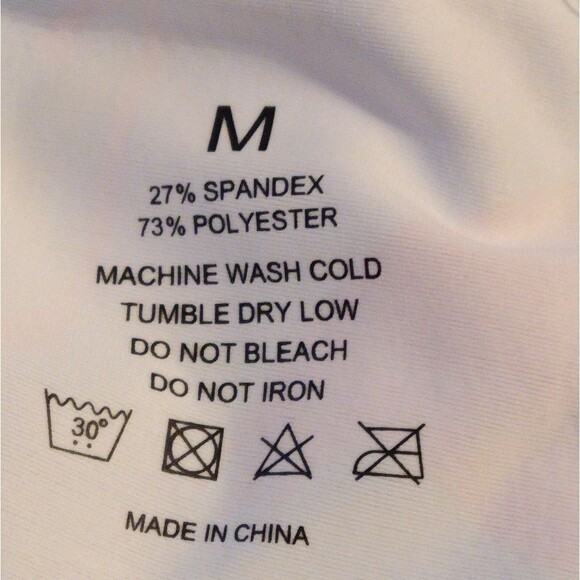 M
27% SPANDEX
73% POLYESTER
MACHINE WASH COLD
TUMBLE DRY LOW
DO NOT BLEACH
DO NOT IRON
30°
MADE IN CHINA